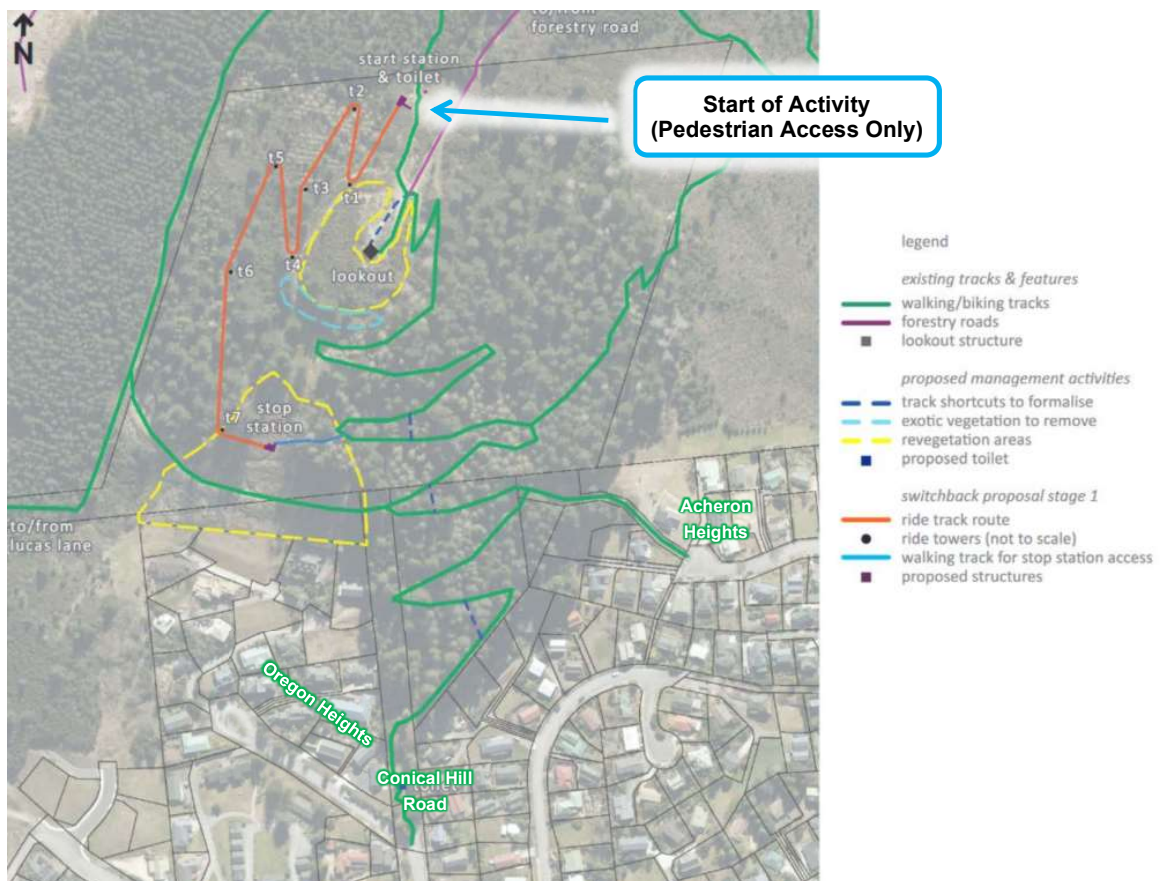 N
to/from
forestry road
start station
& toilet
Start of Activity
(Pedestrian Access Only)
t2
t5
t3
t1
t4
t6
lookout
stop
station
t7
to/from
lucas lane
Acheron
Heights
Oregon Heights
Conical Hill
Road
toilet
legend
existing tracks & features
walking/biking tracks
forestry roads
lookout structure
proposed management activities
track shortcuts to formalise
exotic vegetation to remove
revegetation areas
proposed toilet
switchback proposal stage 1
ride track route
ride towers (not to scale)
walking track for stop station access
proposed structures